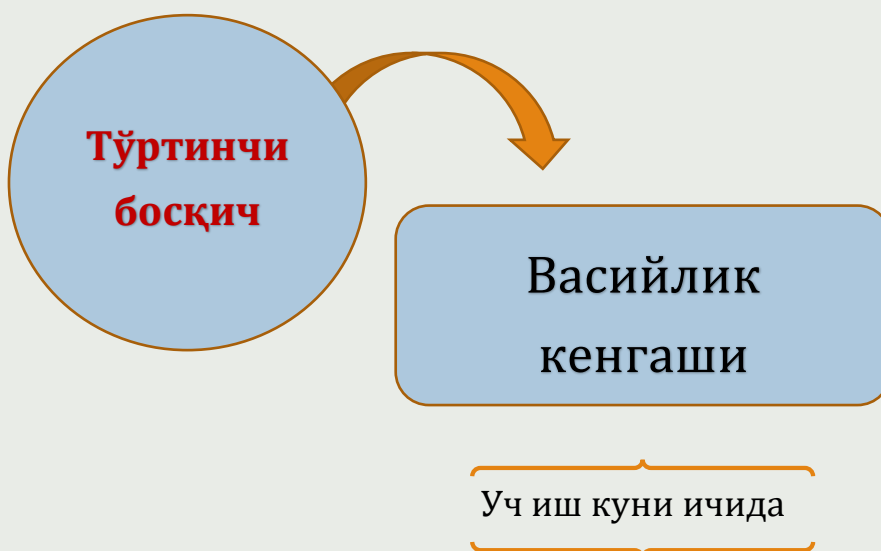 Тўртинчи
босқич
Васийлик
кенгаши
Уч иш куни ичида